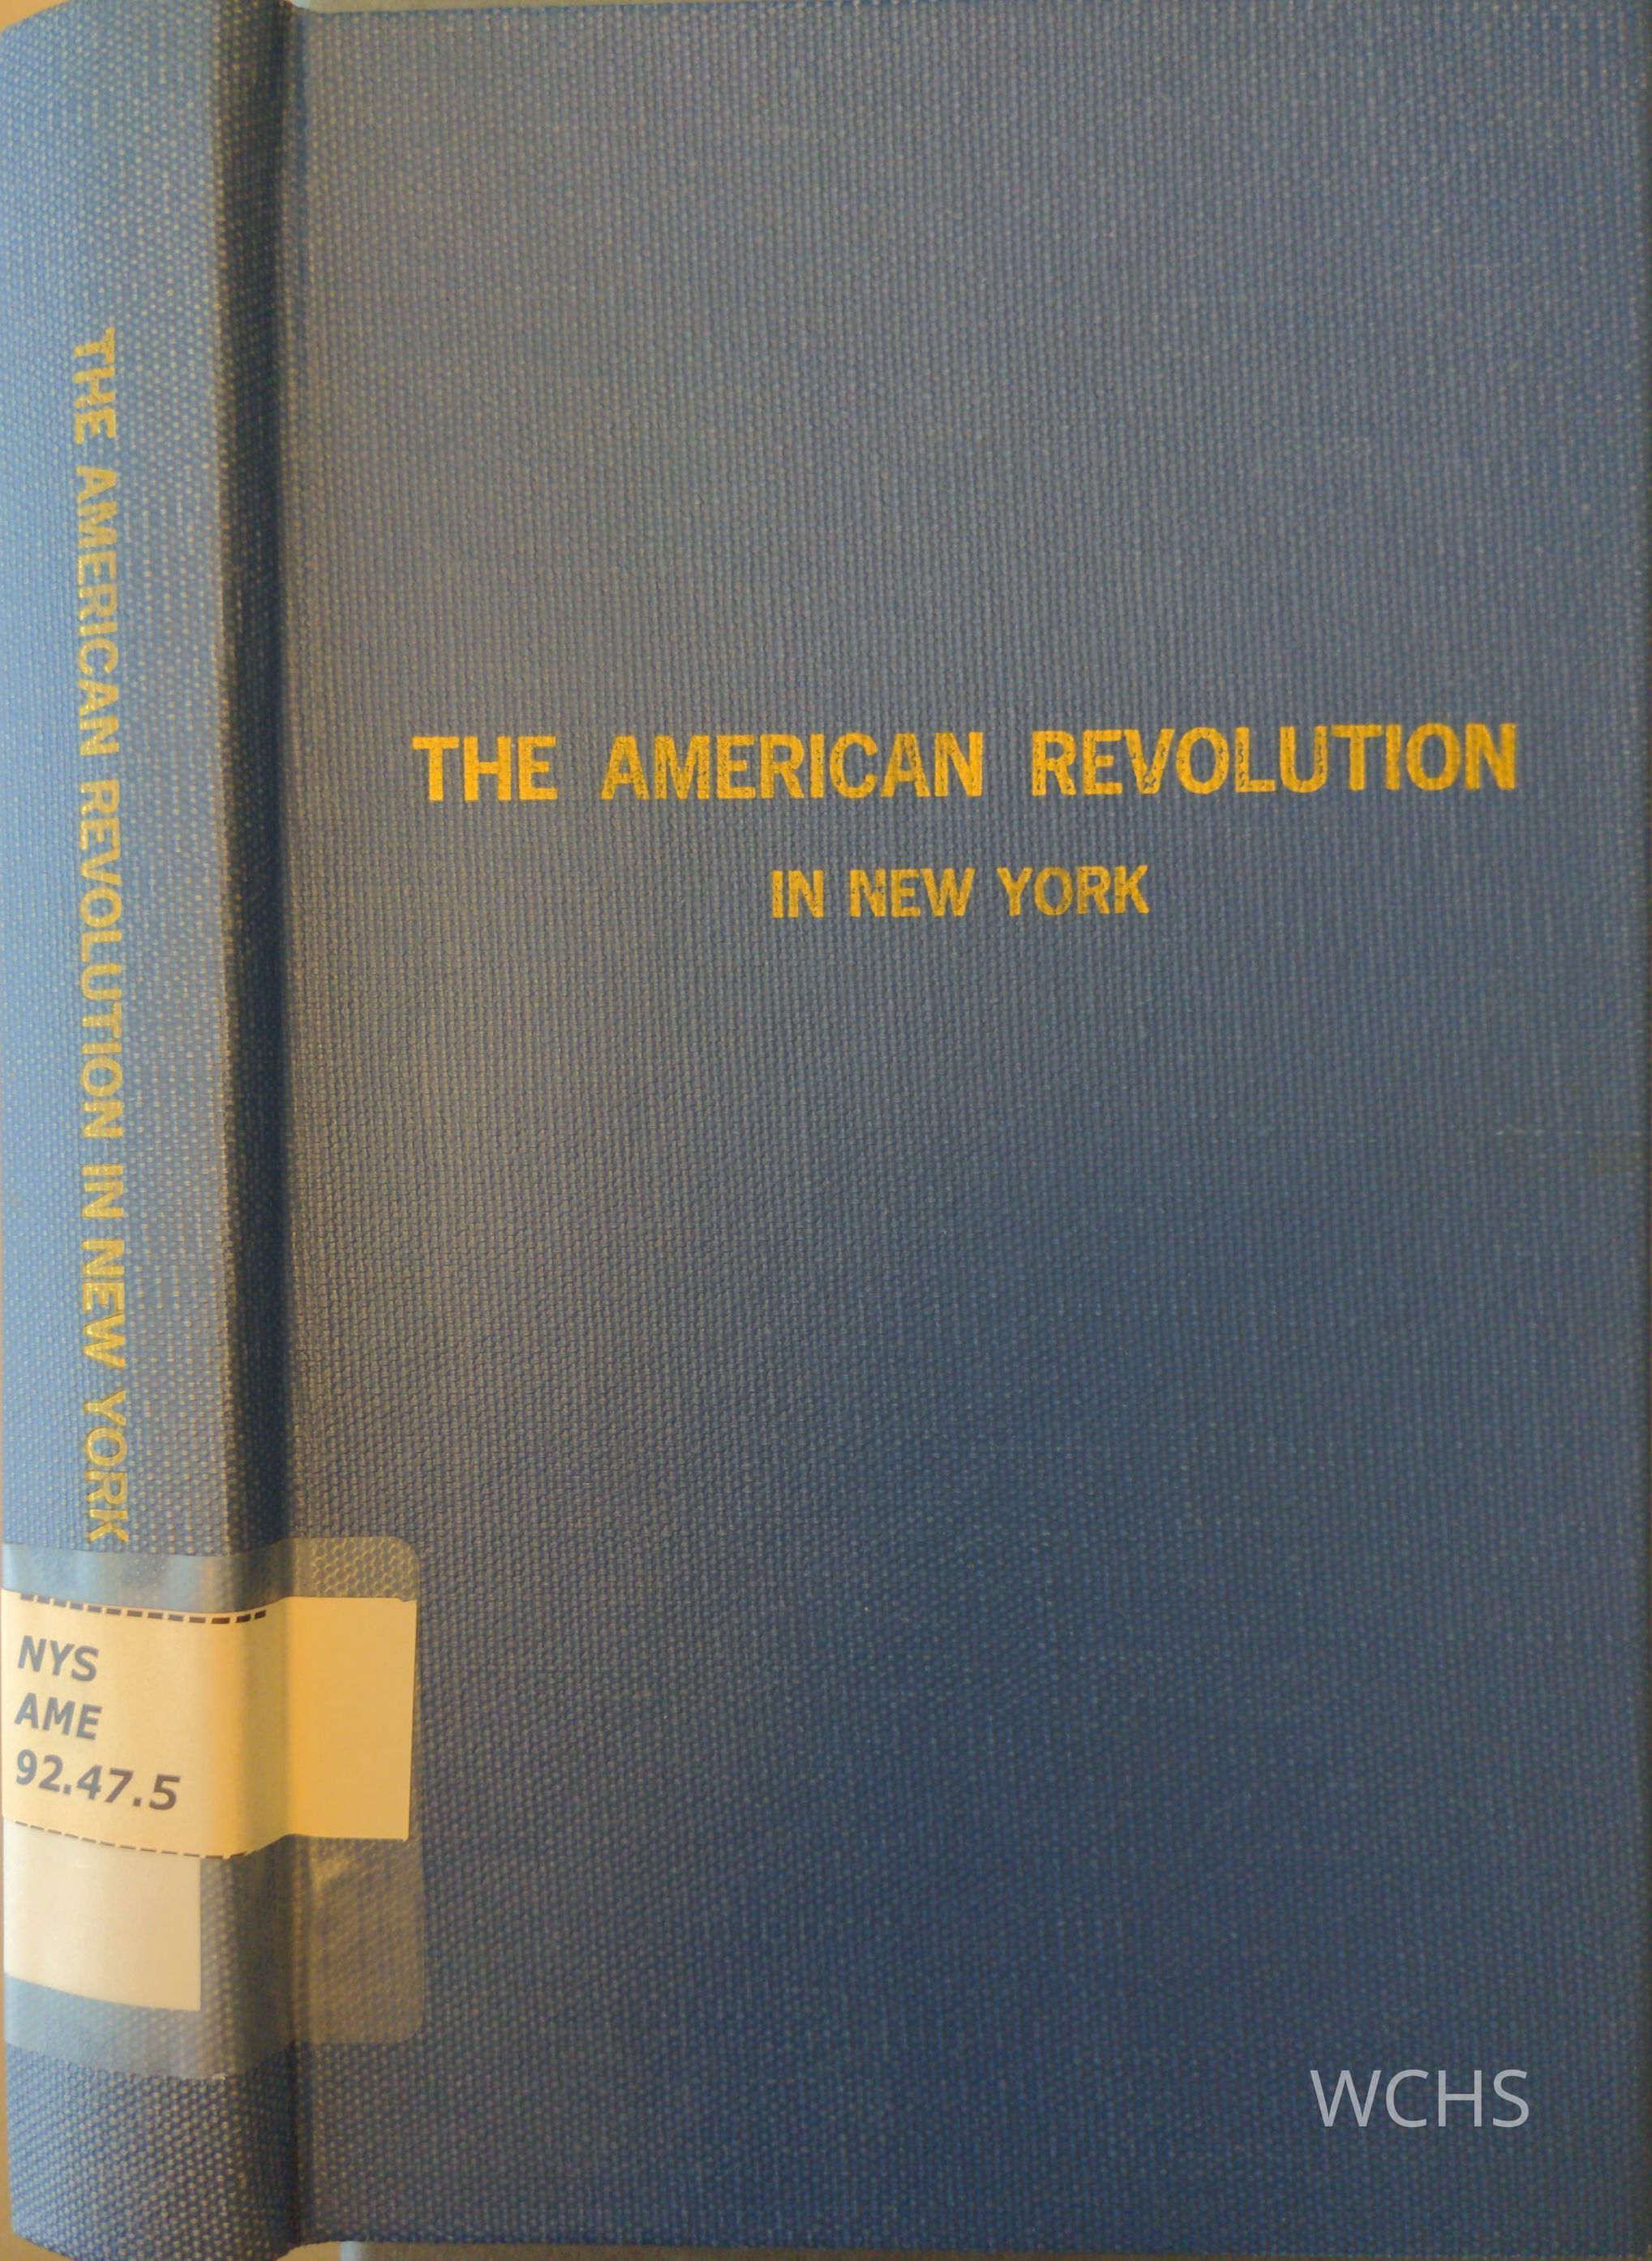 THE AMERICAN REVOLUTION IN NEW YORK
THE AMERICAN REVOLUTION
IN NEW YORK
NYS
AME
92.47.5
WCHS